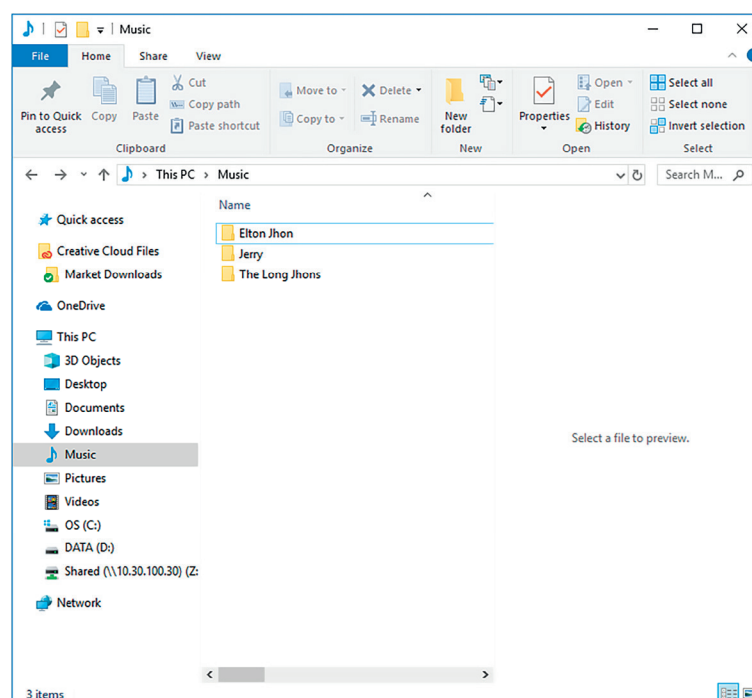 Music
File Home Share View
Pin to Quick access
Copy
Paste
Cut
Copy path
Paste shortcut
Clipboard
Move to
Copy to
Delete
Rename
Organize
New folder
New
Properties
Open
Edit
History
Open
Select all
Select none
Invert selection
Select
This PC > Music
Search M...
Quick access
Creative Cloud Files
Market Downloads
OneDrive
This PC
3D Objects
Desktop
Documents
Downloads
Music
Pictures
Videos
OS (C:)
DATA (D:)
Shared (\\10.30.100.30) (Z:
Network
Name
Elton Jhon
Jerry
The Long Jhons
Select a file to preview.
3 items